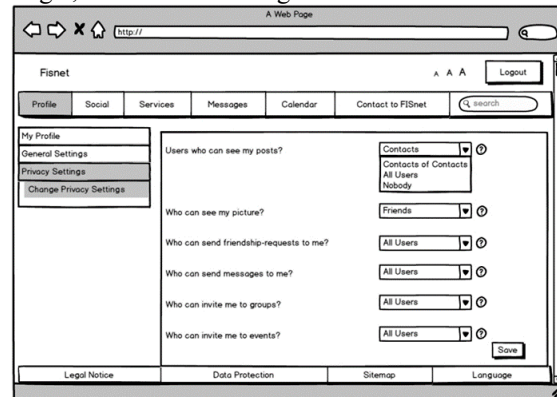 A Web Page
http://
Fisnet
A A A
Logout
Profile Social Services Messages Calendar Contact to FISnet search
My Profile
General Settings
Privacy Settings
Change Privacy Settings
Users who can see my posts? Contacts ?
Contacts of Contacts
All Users
Nobody
Who can see my picture? Friends ?
Who can send friendship-requests to me? All Users ?
Who can send messages to me? All Users ?
Who can invite me to groups? All Users ?
Who can invite me to events? All Users ?
Save
Legal Notice Data Protection Sitemap Language